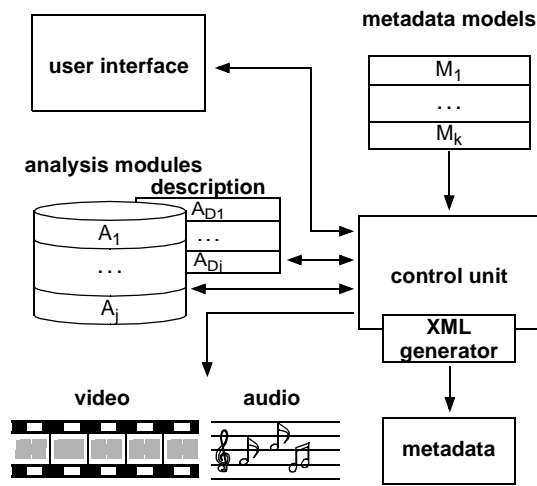 metadata models
user interface
M1
...
Mk
analysis modules
description
AD1
...
ADj
A1
...
Aj
control unit
XML
generator
video
audio
metadata